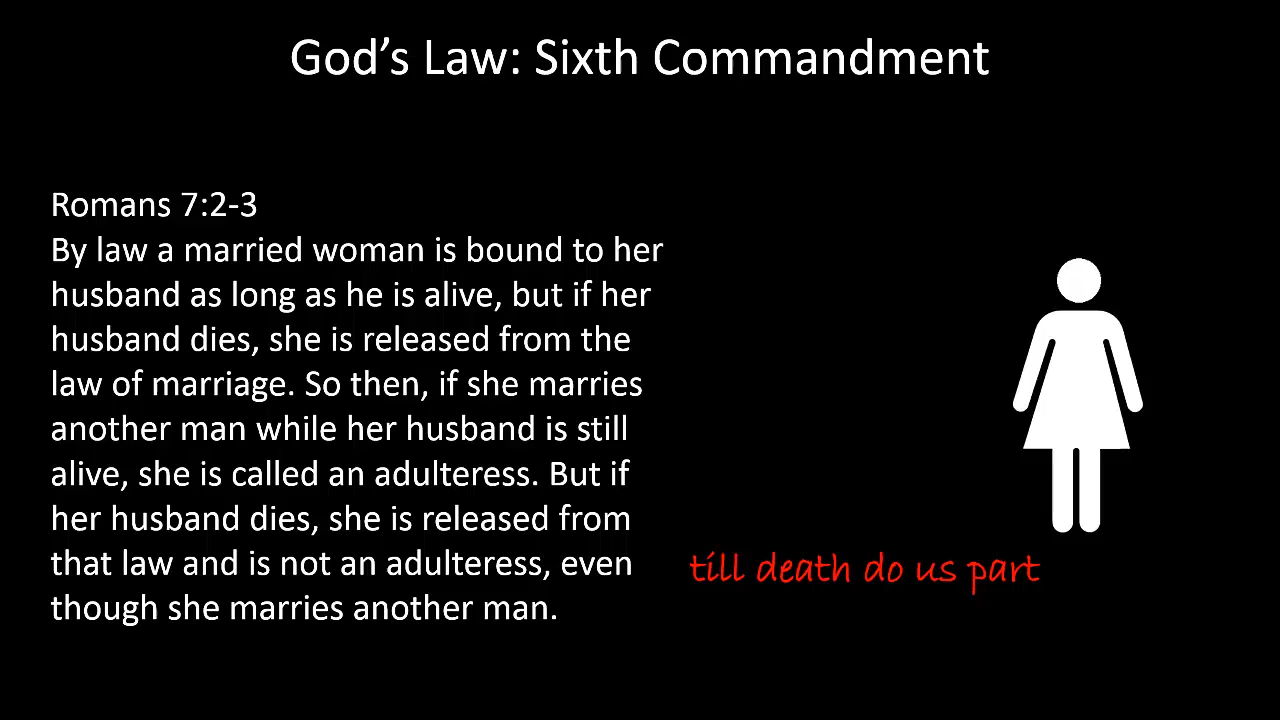 God’s Law: Sixth Commandment
Romans 7:2-3
By law a married woman is bound to her
husband as long as he is alive, but if her
husband dies, she is released from the
law of marriage. So then, if she marries
another man while her husband is still
alive, she is called an adulteress. But if
her husband dies, she is released from
that law and is not an adulteress, even
though she marries another man.
till death do us part